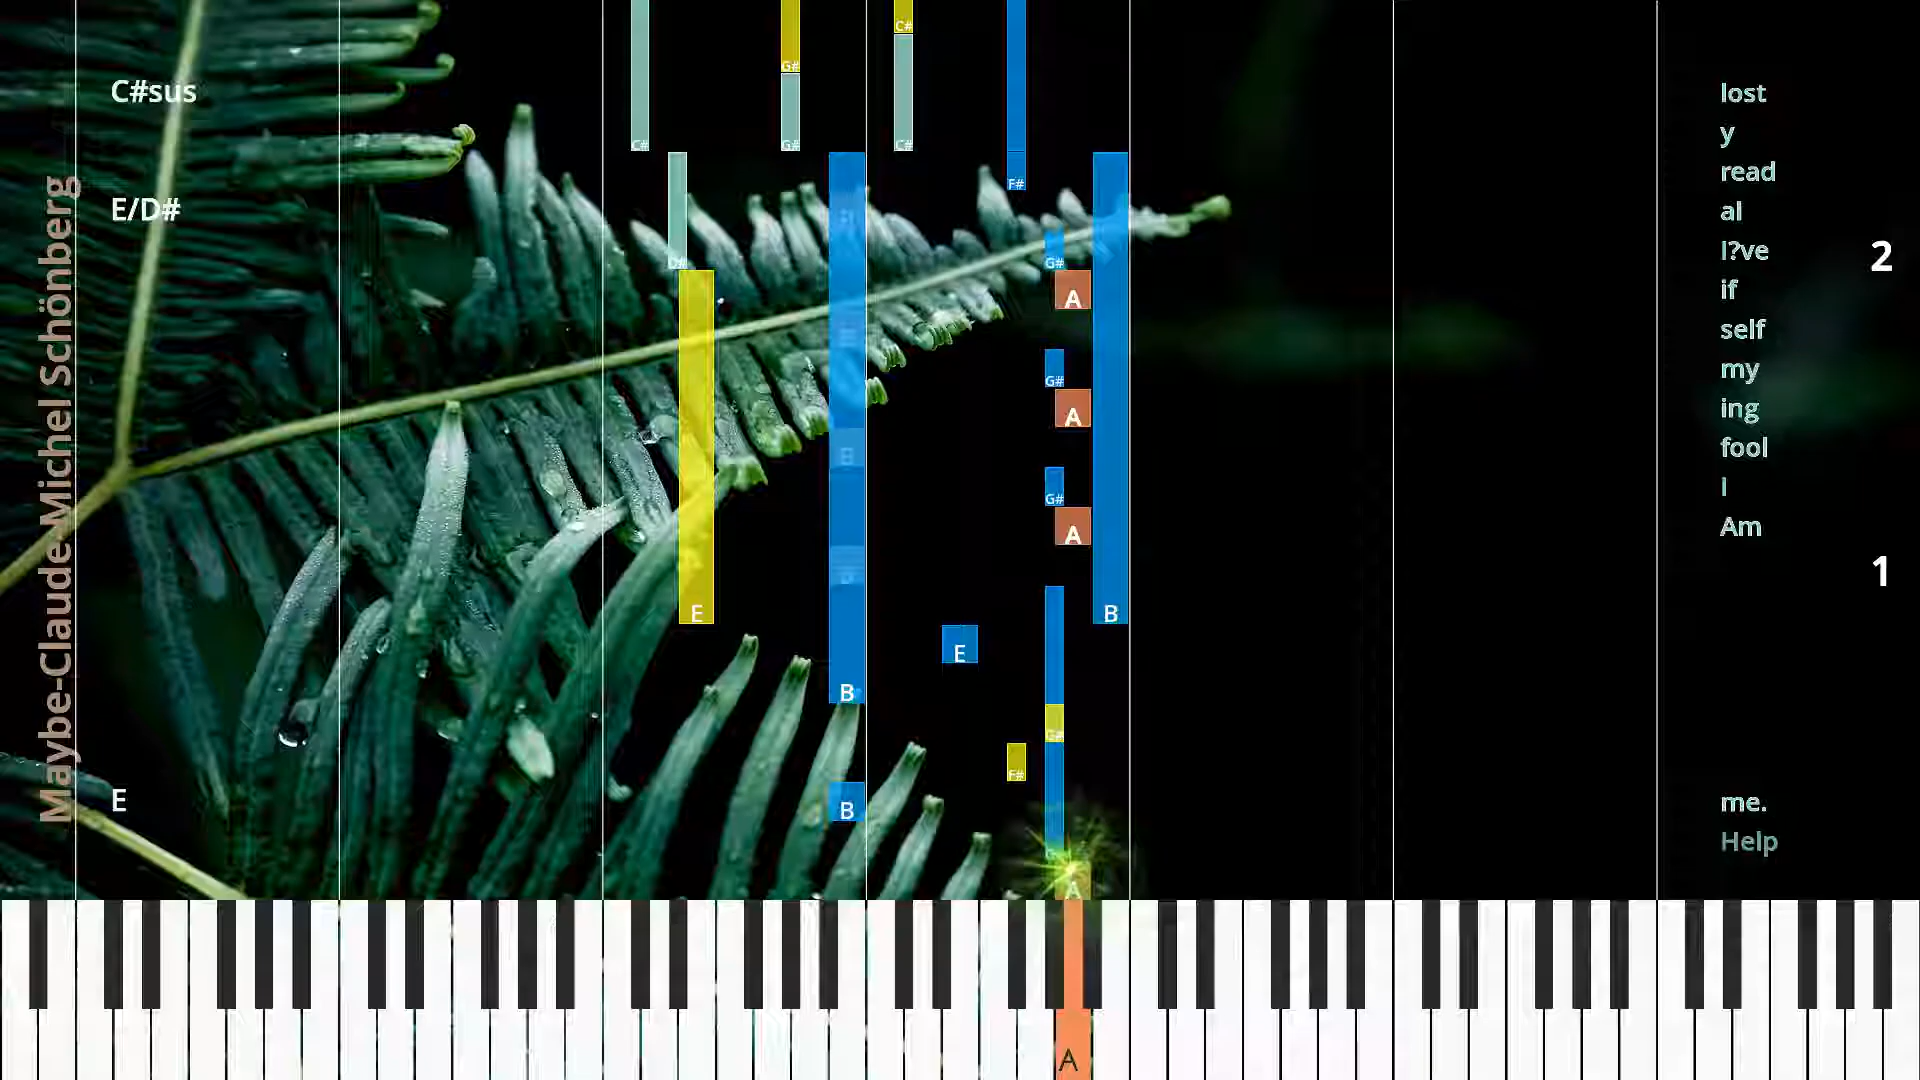 Maybe-Claude-Michel Schönberg
C#sus
E/D#
E
C#
G#
G#
C#
C#
F#
D#
G#
A
G#
A
G#
A
E
B
B
B
E
G#
F#
B
A
A
lost
y
read
al
I?ve
if
self
my
ing
fool
I
Am
me.
Help
2
1